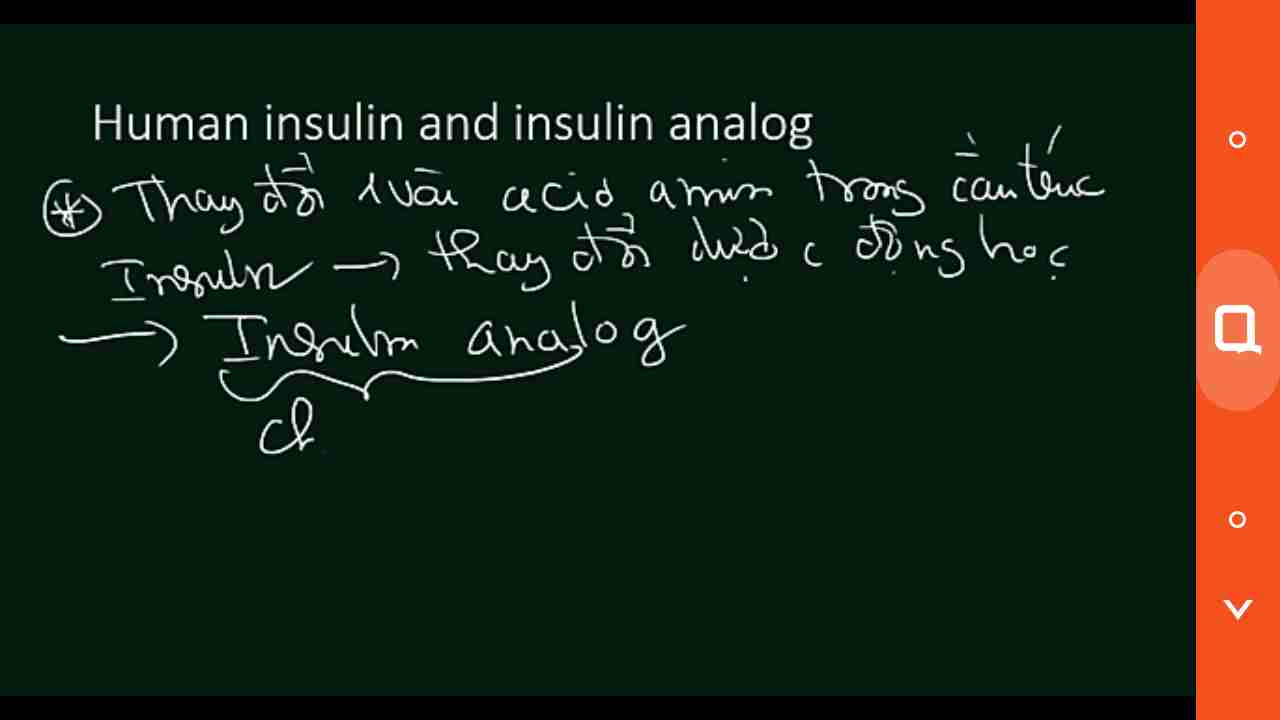 Human insulin and insulin analog
* Thay đổi 1 vài acid amin trong cấu trúc
Insulin → thay đổi dược động học
→ Insulin analog